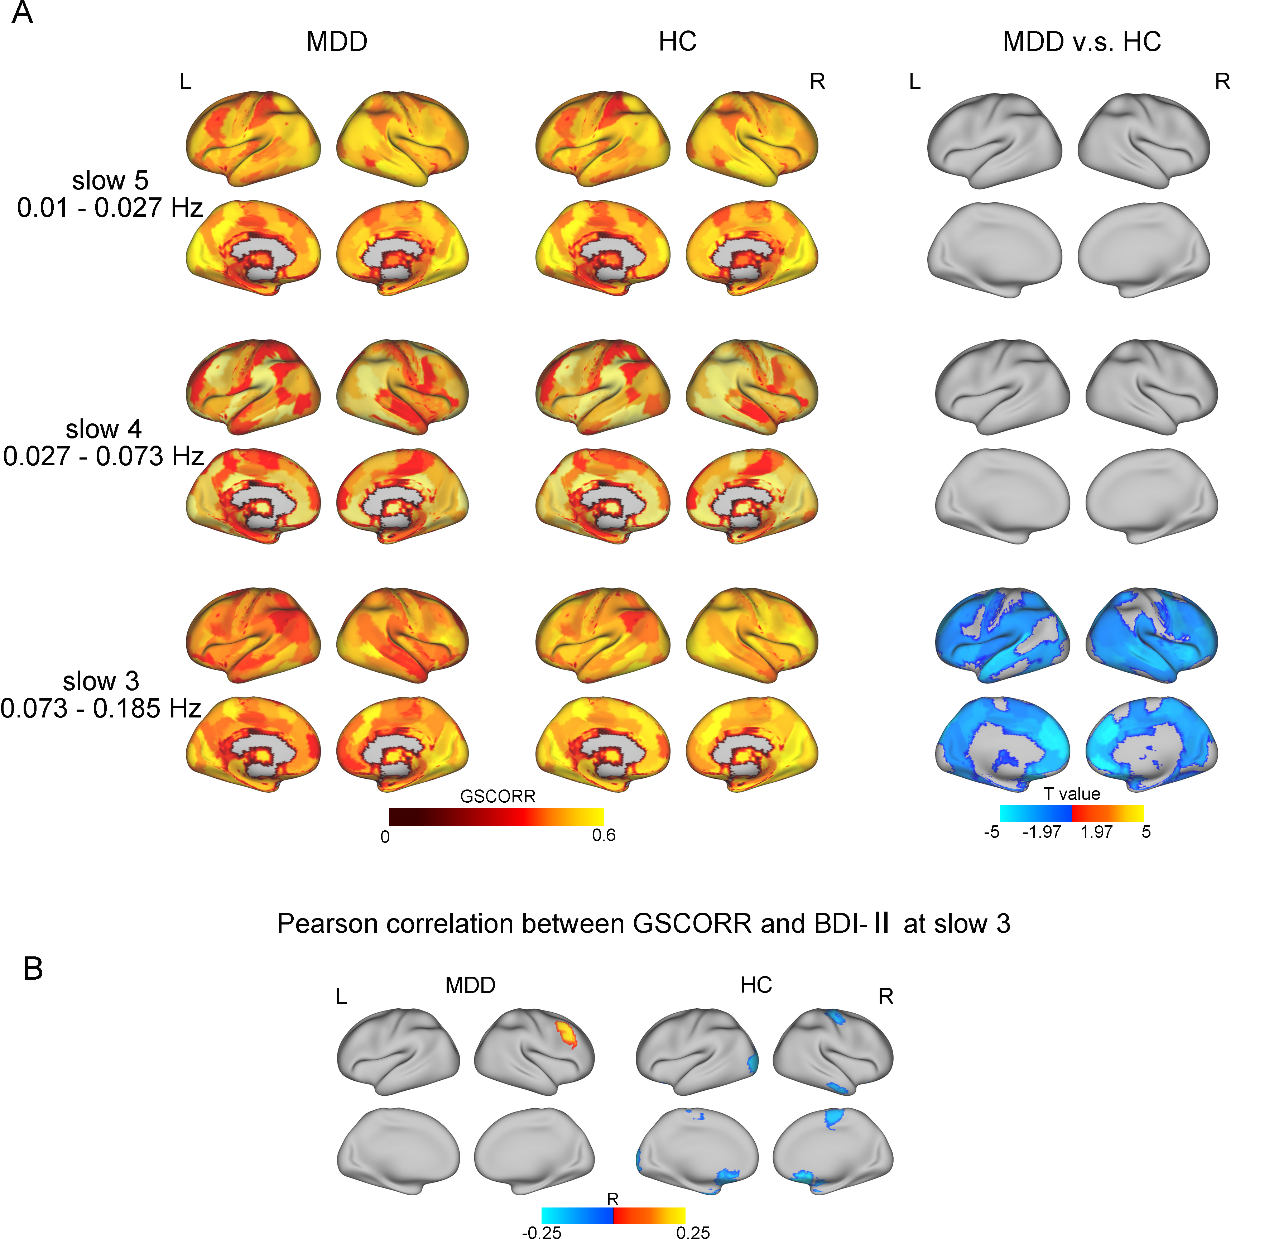 A
MDD HC MDD v.s. HC
L R L R
slow 5
0.01 - 0.027 Hz
slow 4
0.027 - 0.073 Hz
slow 3
0.073 - 0.185 Hz
GSCORR
0 0.6
T value
-5 -1.97 1.97 5
Pearson correlation between GSCORR and BDI-Ⅱ at slow 3
B
MDD HC
L R
R
-0.25 0.25